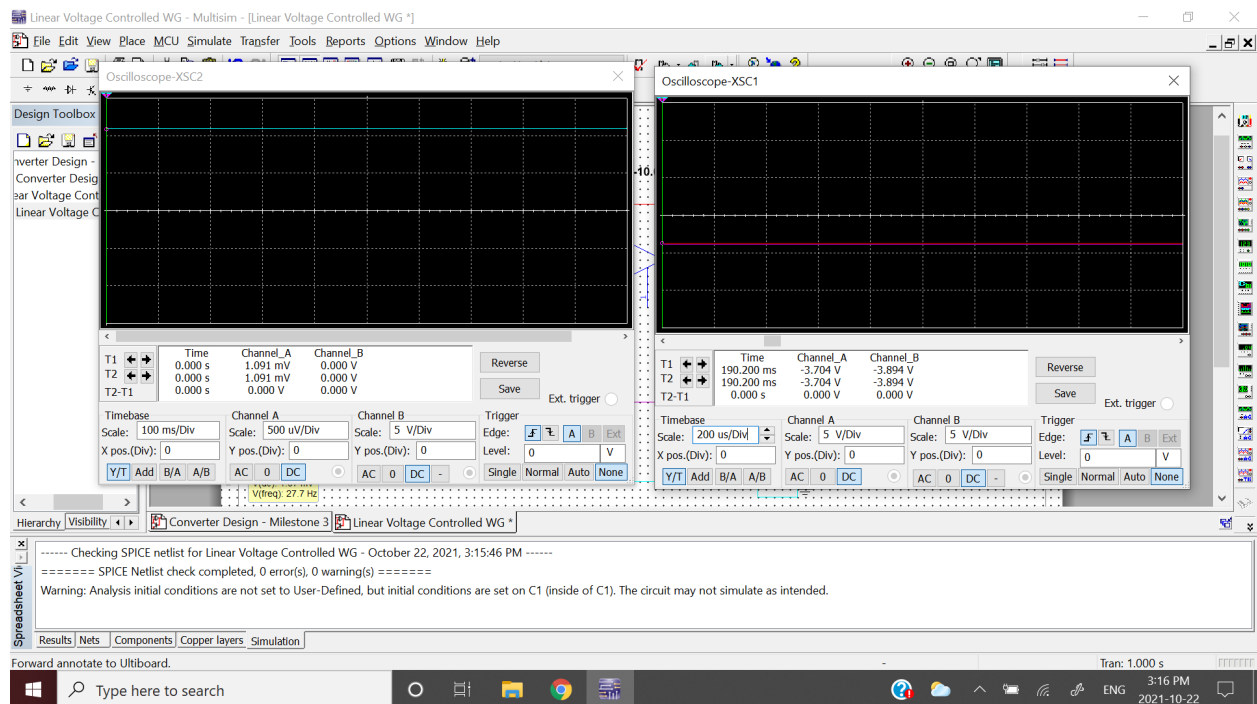 Linear Voltage Controlled WG - Multisim - [Linear Voltage Controlled WG *]
File Edit View Place MCU Simulate Transfer Tools Reports Options Window Help
Design Toolbox
nverter Design -
Converter Desig
ear Voltage Cont
Linear Voltage C
Hierarchy Visibility
Oscilloscope-XSC2
Time Channel_A Channel_B
T1 0.000 s 1.091 mV 0.000 V
T2 0.000 s 1.091 mV 0.000 V
T2-T1 0.000 s 0.000 V 0.000 V
Reverse
Save
Ext. trigger
Timebase Channel A Channel B Trigger
Scale: 100 ms/Div Scale: 500 uV/Div Scale: 5 V/Div Edge: A B Ext
X pos.(Div): 0 Y pos.(Div): 0 Y pos.(Div): 0 Level: 0 V
Y/T Add B/A A/B AC 0 DC AC 0 DC - Single Normal Auto None
-10.
Oscilloscope-XSC1
Time Channel_A Channel_B
T1 190.200 ms -3.704 V -3.894 V
T2 190.200 ms -3.704 V -3.894 V
T2-T1 0.000 s 0.000 V 0.000 V
Reverse
Save
Ext. trigger
Timebase Channel A Channel B Trigger
Scale: 200 us/Div Scale: 5 V/Div Scale: 5 V/Div Edge: A B Ext
X pos.(Div): 0 Y pos.(Div): 0 Y pos.(Div): 0 Level: 0 V
Y/T Add B/A A/B AC 0 DC AC 0 DC - Single Normal Auto None
V(freq): 27.7 Hz
Converter Design - Milestone 3 Linear Voltage Controlled WG *
------ Checking SPICE netlist for Linear Voltage Controlled WG - October 22, 2021, 3:15:46 PM ------
======= SPICE Netlist check completed, 0 error(s), 0 warning(s) =======
Warning: Analysis initial conditions are not set to User-Defined, but initial conditions are set on C1 (inside of C1). The circuit may not simulate as intended.
Spreadsheet Vi
Results Nets Components Copper layers Simulation
Forward annotate to Ultiboard. - Tran: 1.000 s
Type here to search
ENG
3:16 PM
2021-10-22